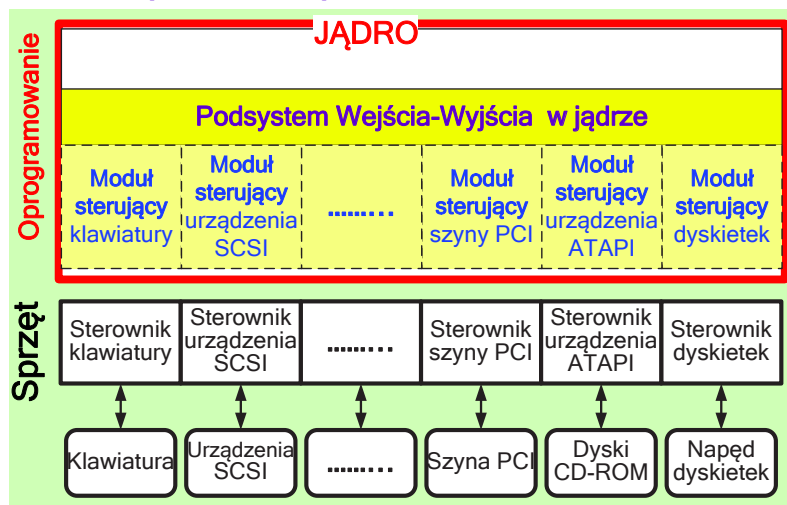 JĄDRO
Oprogramowanie
Podsystem Wejścia-Wyjścia w jądrze
Moduł
sterujący
klawiatury
Moduł
sterujący
urządzenia
SCSI
.........
Moduł
sterujący
szyny PCI
Moduł
sterujący
urządzenia
ATAPI
Moduł
sterujący
dyskietek
Sprzęt
Sterownik
klawiatury
Sterownik
urządzenia
SCSI
.........
Sterownik
szyny PCI
Sterownik
urządzenia
ATAPI
Sterownik
dyskietek
Klawiatura
Urządzenia
SCSI
.........
Szyna PCI
Dyski
CD-ROM
Napęd
dyskietek